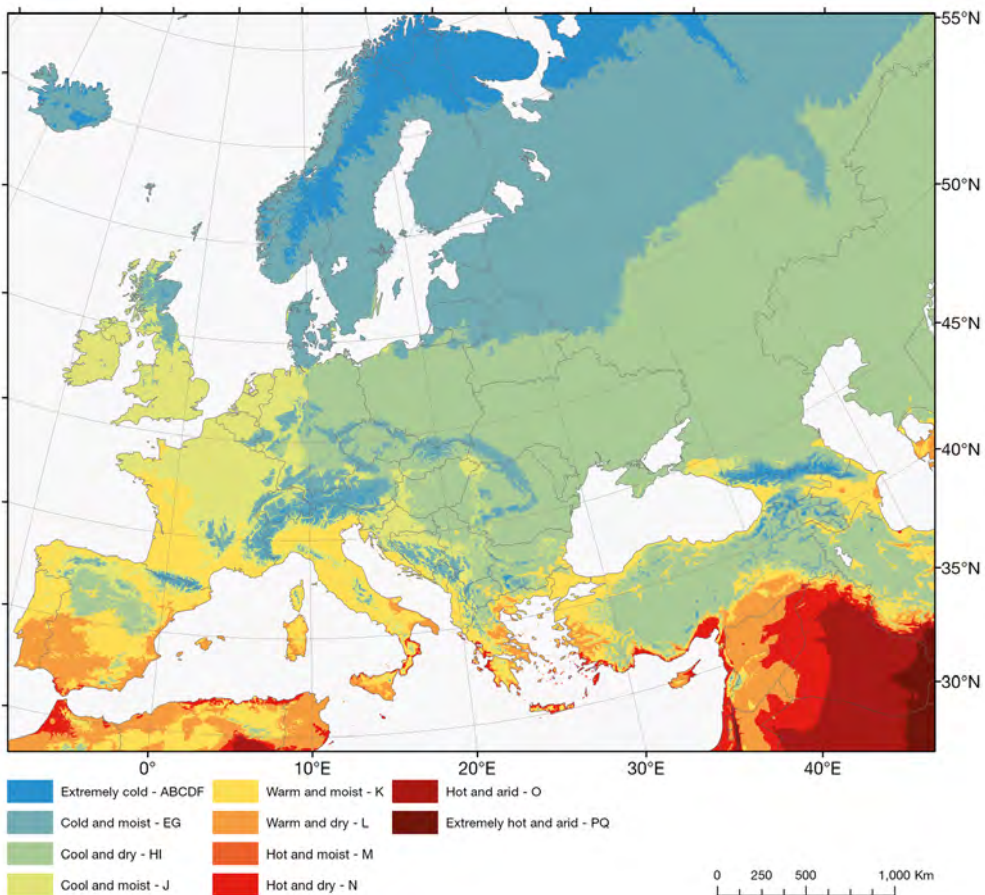 55°N
50°N
45°N
40°N
35°N
30°N
0°
10°E
20°E
30°E
40°E
Extremely cold - ABCDF
Cold and moist - EG
Cool and dry - HI
Cool and moist - J
Warm and moist - K
Warm and dry - L
Hot and moist - M
Hot and dry - N
Hot and arid - O
Extremely hot and arid - PQ
0 250 500 1,000 Km